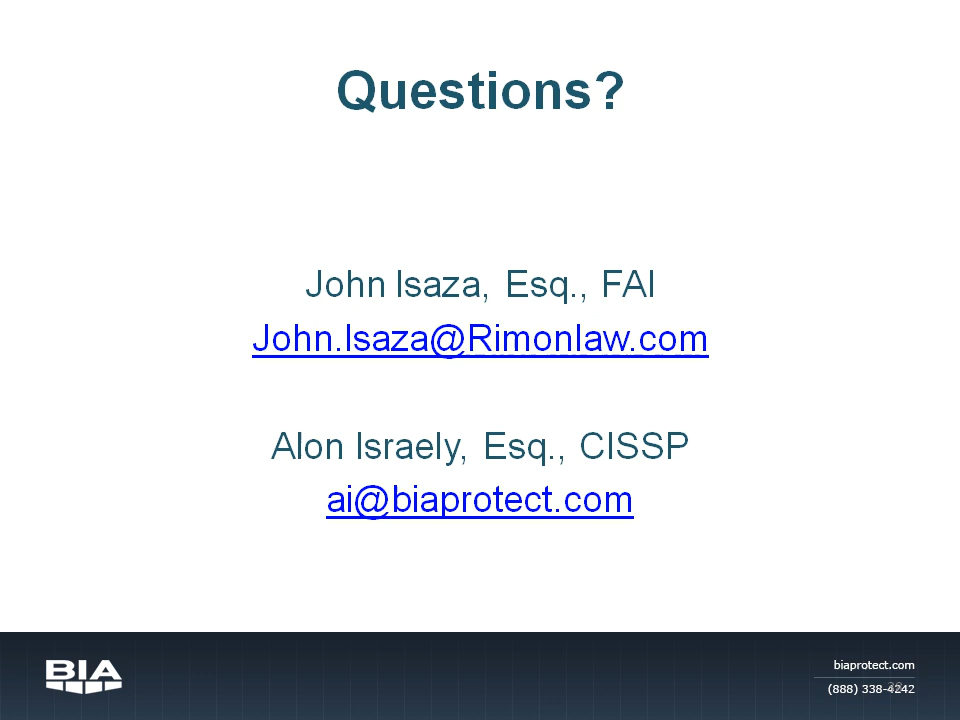 Questions?
John Isaza, Esq., FAI
John.Isaza@Rimonlaw.com
Alon Israely, Esq., CISSP
ai@biaprotect.com
BIA
biaprotect.com
(888) 338-4242